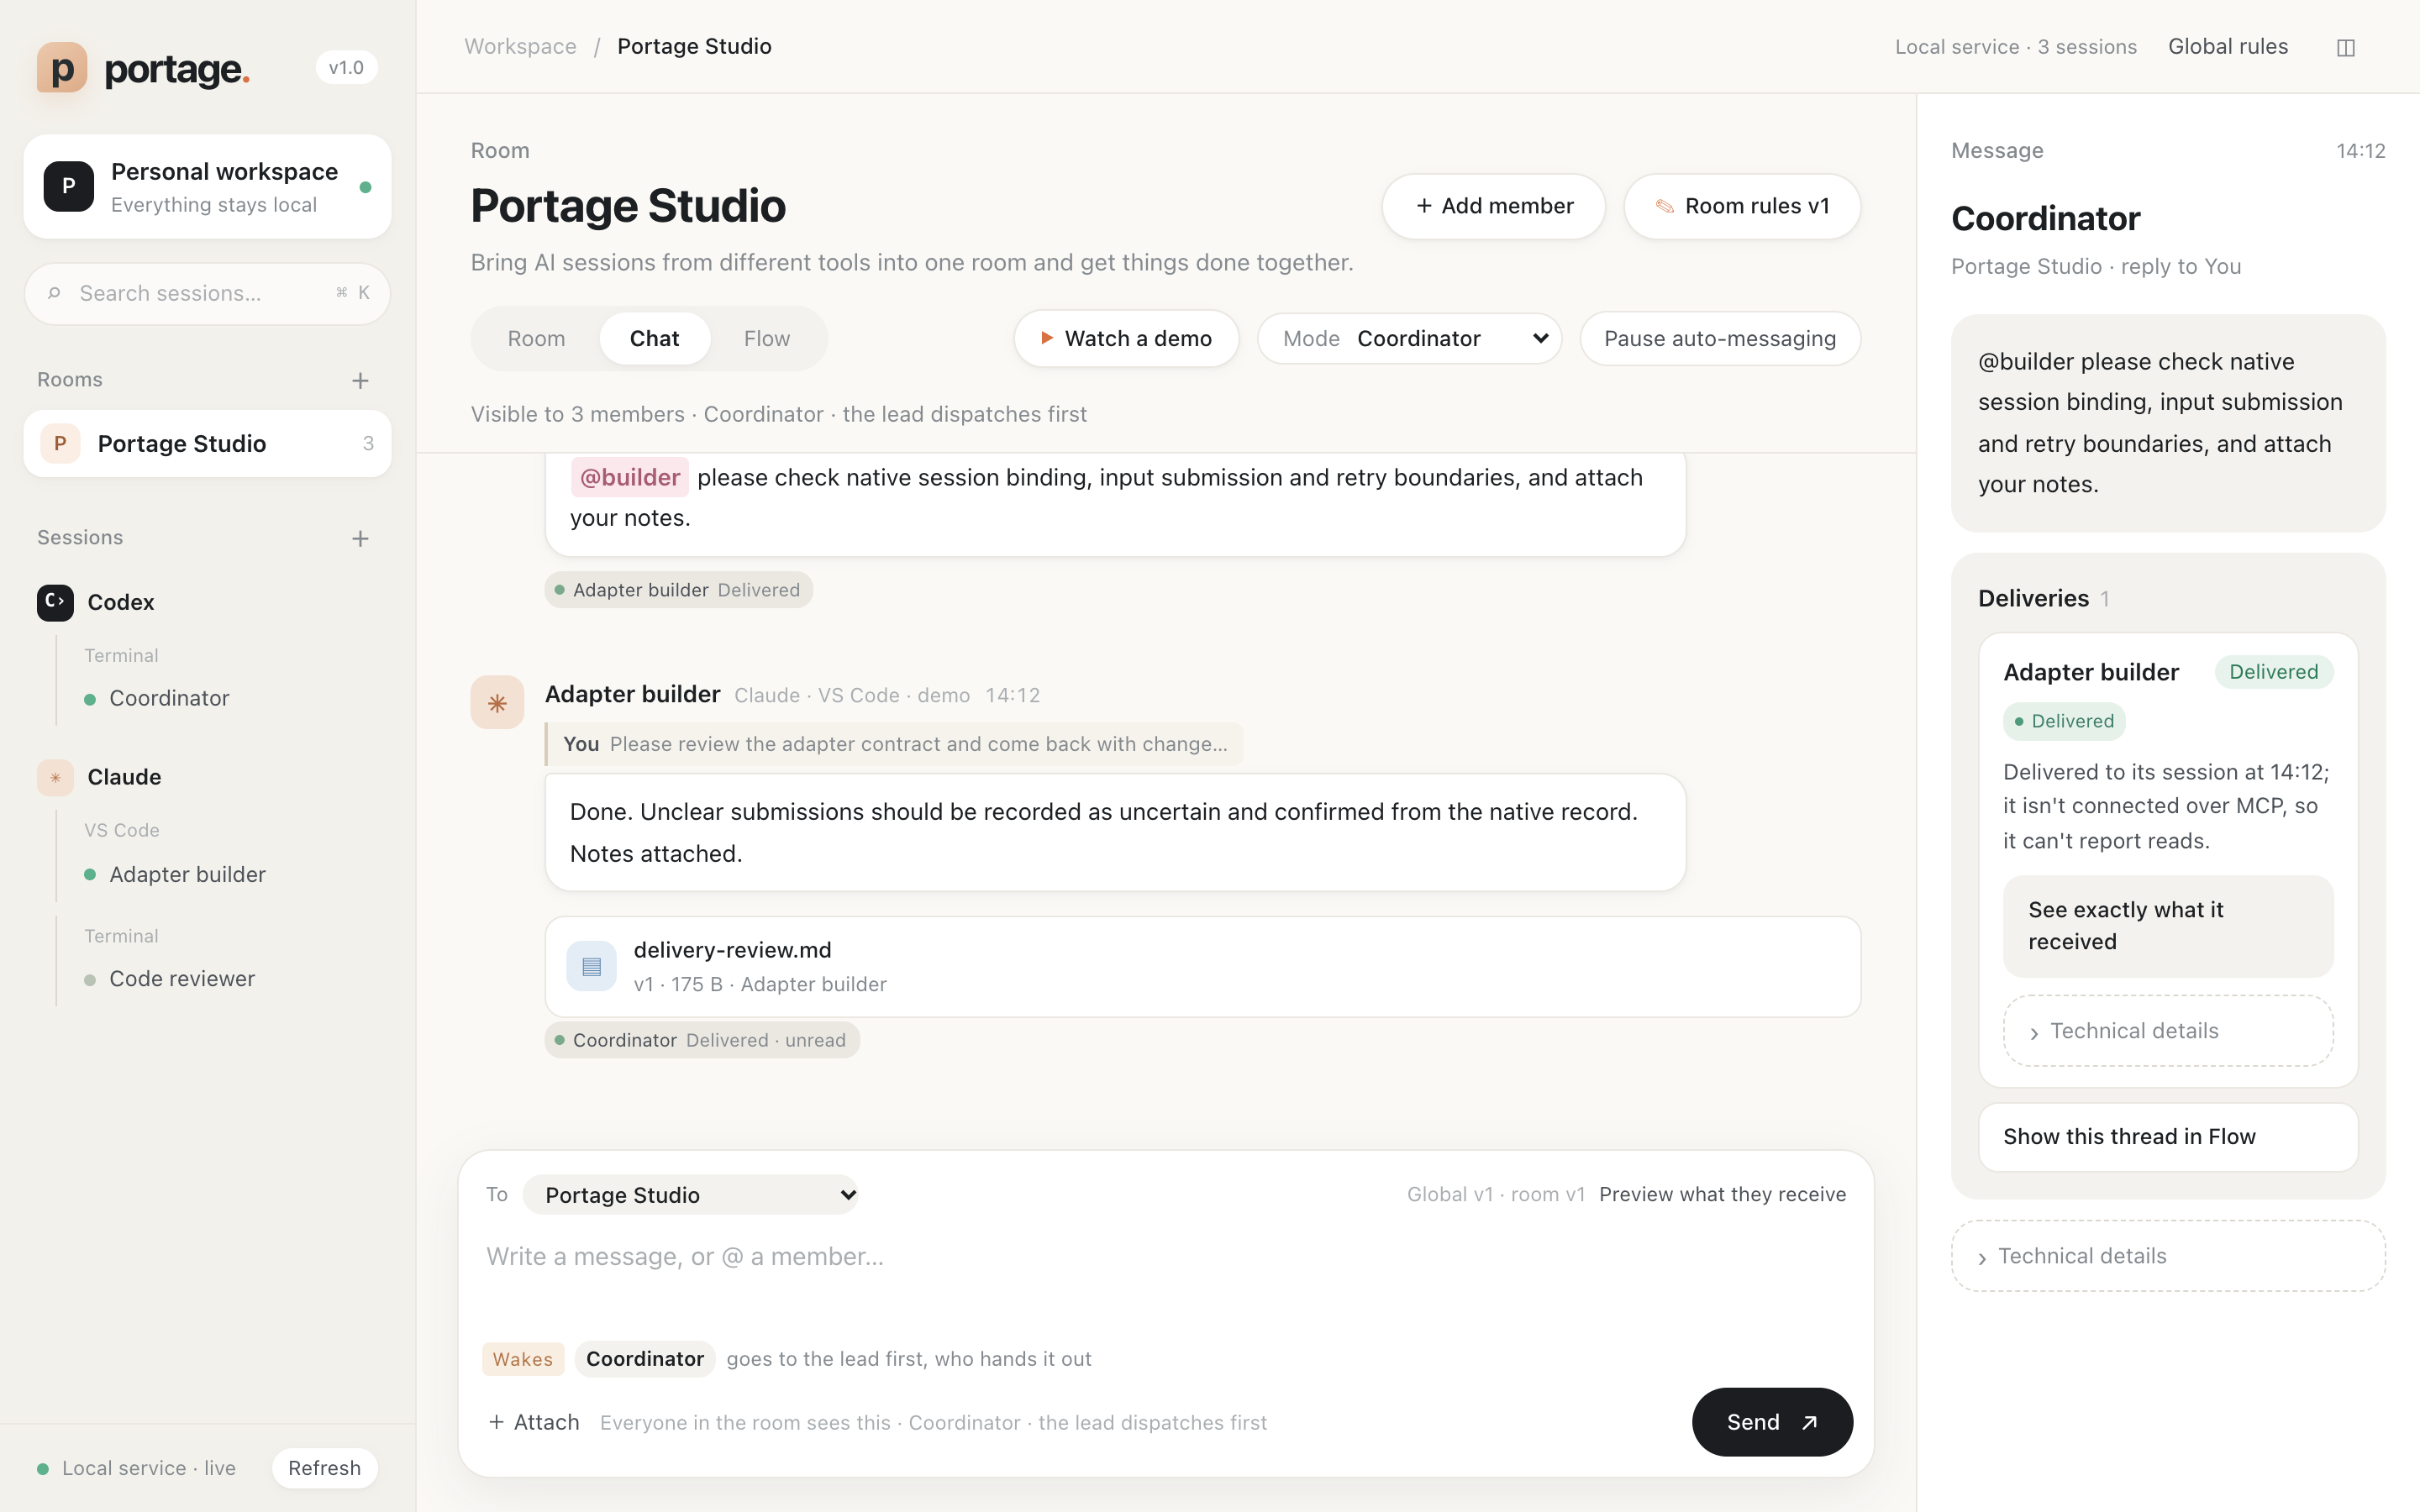 p portage. v1.0
P
Personal workspace
Everything stays local
Search sessions... ⌘ K
Rooms +
P Portage Studio 3
Sessions +
C› Codex
Terminal
Coordinator
Claude
VS Code
Adapter builder
Terminal
Code reviewer
Local service · live Refresh
Workspace / Portage Studio
Local service · 3 sessions Global rules
Room
Portage Studio
+ Add member Room rules v1
Bring AI sessions from different tools into one room and get things done together.
Room Chat Flow
Watch a demo Mode Coordinator Pause auto-messaging
Visible to 3 members · Coordinator · the lead dispatches first
@builder please check native session binding, input submission and retry boundaries, and attach
your notes.
Adapter builder Delivered
Adapter builder Claude · VS Code · demo 14:12
You Please review the adapter contract and come back with change...
Done. Unclear submissions should be recorded as uncertain and confirmed from the native record.
Notes attached.
delivery-review.md
v1 · 175 B · Adapter builder
Coordinator Delivered · unread
To Portage Studio Global v1 · room v1 Preview what they receive
Write a message, or @ a member...
Wakes Coordinator goes to the lead first, who hands it out
+ Attach Everyone in the room sees this · Coordinator · the lead dispatches first
Send ↗
Message 14:12
Coordinator
Portage Studio · reply to You
@builder please check native
session binding, input submission
and retry boundaries, and attach
your notes.
Deliveries 1
Adapter builder Delivered
Delivered
Delivered to its session at 14:12;
it isn't connected over MCP, so
it can't report reads.
See exactly what it
received
› Technical details
Show this thread in Flow
› Technical details